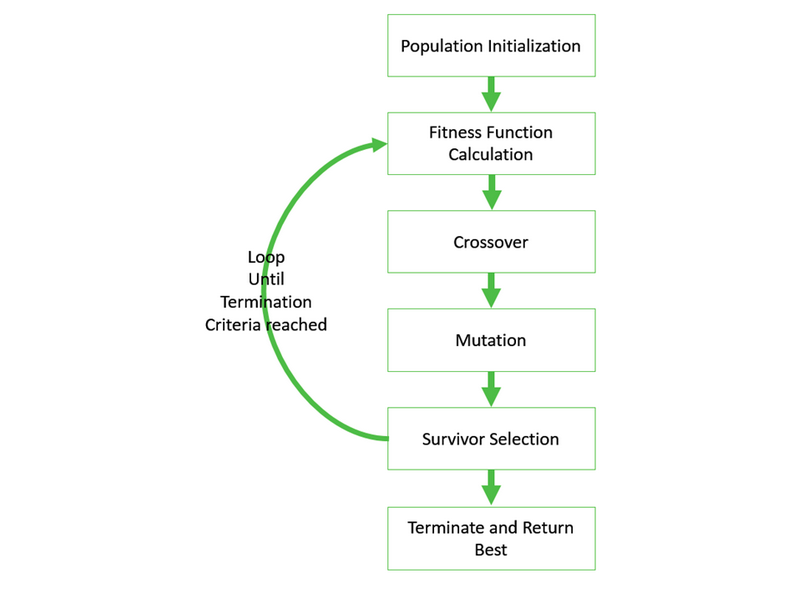 Population Initialization
Fitness Function
Calculation
Crossover
Loop
Until
Termination
Criteria reached
Mutation
Survivor Selection
Terminate and Return
Best